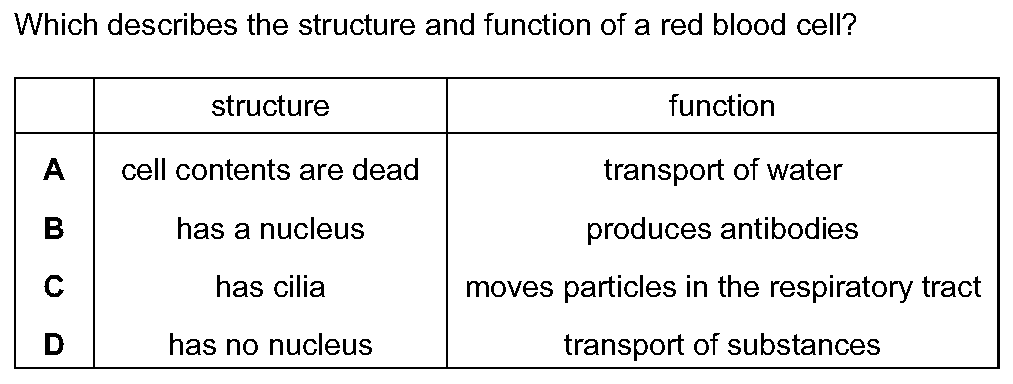 Which describes the structure and function of a red blood cell?
structure function
A cell contents are dead transport of water
B has a nucleus produces antibodies
C has cilia moves particles in the respiratory tract
D has no nucleus transport of substances